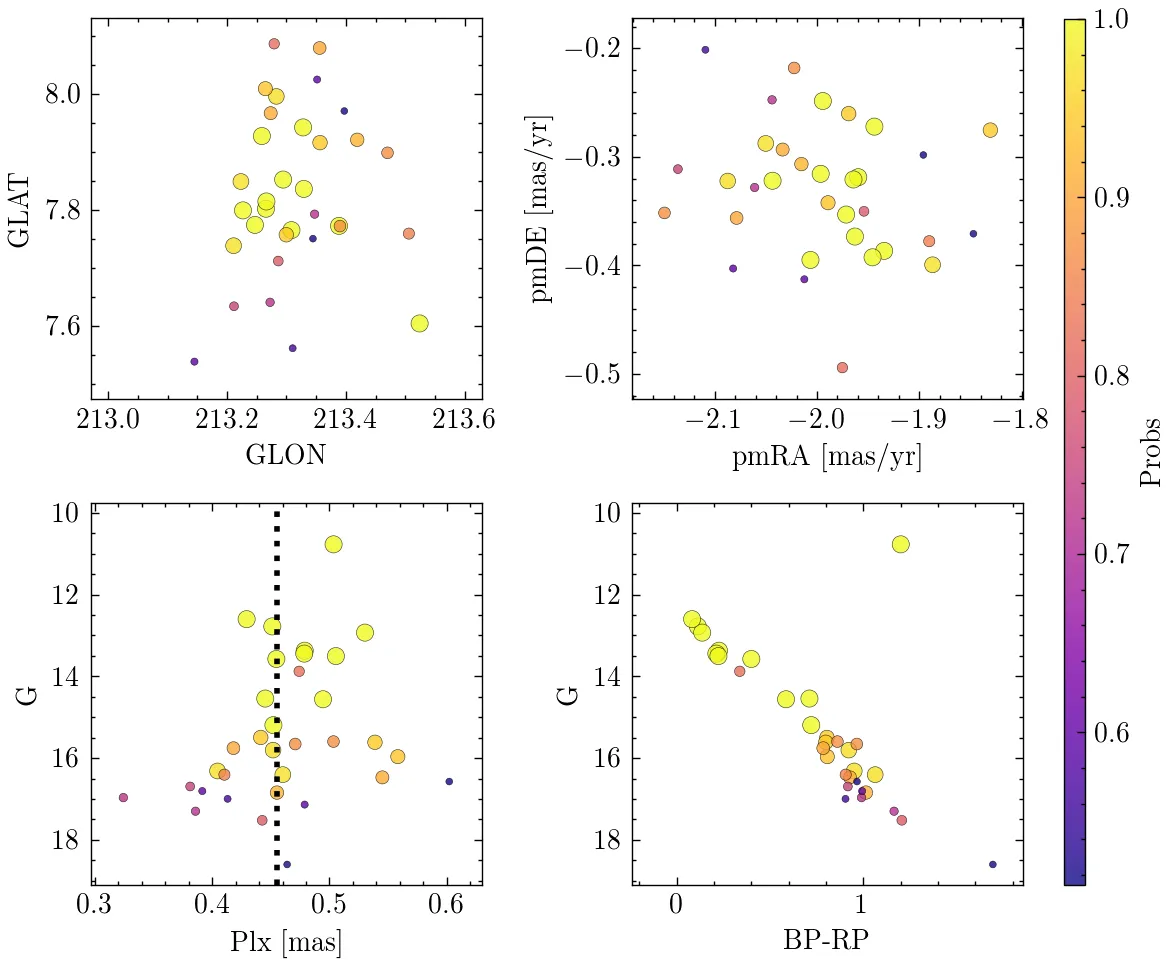 8.0
7.8
7.6
GLAT
213.0 213.2 213.4 213.6
GLON
−0.2
−0.3
−0.4
−0.5
pmDE [mas/yr]
−2.1 −2.0 −1.9 −1.8
pmRA [mas/yr]
10
12
14
16
18
G
0.3 0.4 0.5 0.6
Plx [mas]
10
12
14
16
18
G
0 1
BP-RP
1.0
0.9
0.8
0.7
0.6
Probs